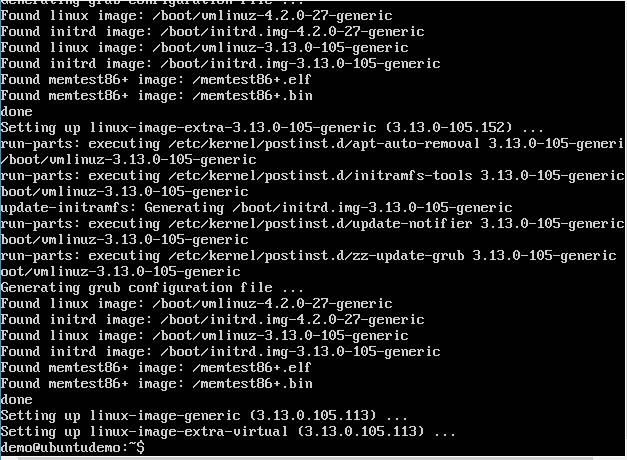 Generating grub configuration file ...
Found linux image: /boot/vmlinuz-4.2.0-27-generic
Found initrd image: /boot/initrd.img-4.2.0-27-generic
Found linux image: /boot/vmlinuz-3.13.0-105-generic
Found initrd image: /boot/initrd.img-3.13.0-105-generic
Found memtest86+ image: /memtest86+.elf
Found memtest86+ image: /memtest86+.bin
done
Setting up linux-image-extra-3.13.0-105-generic (3.13.0-105.152) ...
run-parts: executing /etc/kernel/postinst.d/apt-auto-removal 3.13.0-105-generi
/boot/vmlinuz-3.13.0-105-generic
run-parts: executing /etc/kernel/postinst.d/initramfs-tools 3.13.0-105-generic
boot/vmlinuz-3.13.0-105-generic
update-initramfs: Generating /boot/initrd.img-3.13.0-105-generic
run-parts: executing /etc/kernel/postinst.d/update-notifier 3.13.0-105-generic
boot/vmlinuz-3.13.0-105-generic
run-parts: executing /etc/kernel/postinst.d/zz-update-grub 3.13.0-105-generic
oot/vmlinuz-3.13.0-105-generic
Generating grub configuration file ...
Found linux image: /boot/vmlinuz-4.2.0-27-generic
Found initrd image: /boot/initrd.img-4.2.0-27-generic
Found linux image: /boot/vmlinuz-3.13.0-105-generic
Found initrd image: /boot/initrd.img-3.13.0-105-generic
Found memtest86+ image: /memtest86+.elf
Found memtest86+ image: /memtest86+.bin
done
Setting up linux-image-generic (3.13.0.105.113) ...
Setting up linux-image-extra-virtual (3.13.0.105.113) ...
demo@ubuntudemo:~$